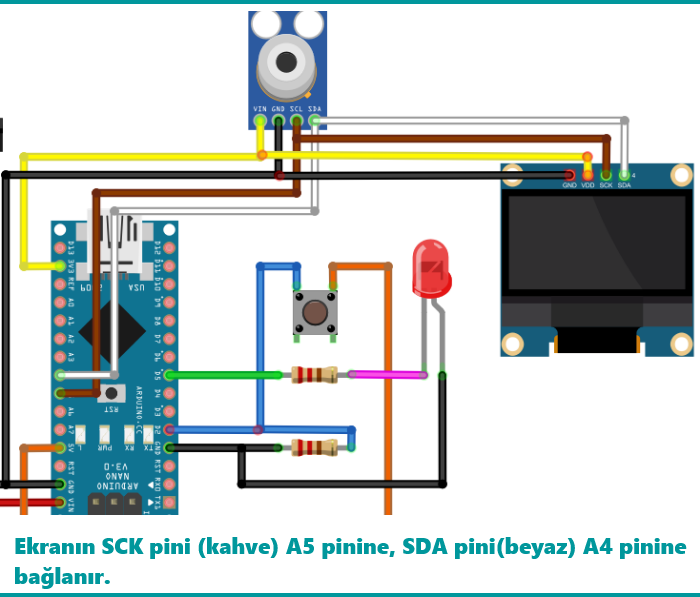 VIN GND SCL SDA
GND VDD SCK SDA 4
D13
3V3
REF
A0
A1
A2
A3
A6
A7
5V
RST
GND
VIN
D12
D11
D10
D9
D8
D7
D6
D5
D4
D3
D2
GND
RST
RX0
TX1
USA
RST
ARDUINO.CC
L PWR RX TX
V3.0
NANO
ARDUINO
Ekranın SCK pini (kahve) A5 pinine, SDA pini(beyaz) A4 pinine
bağlanır.